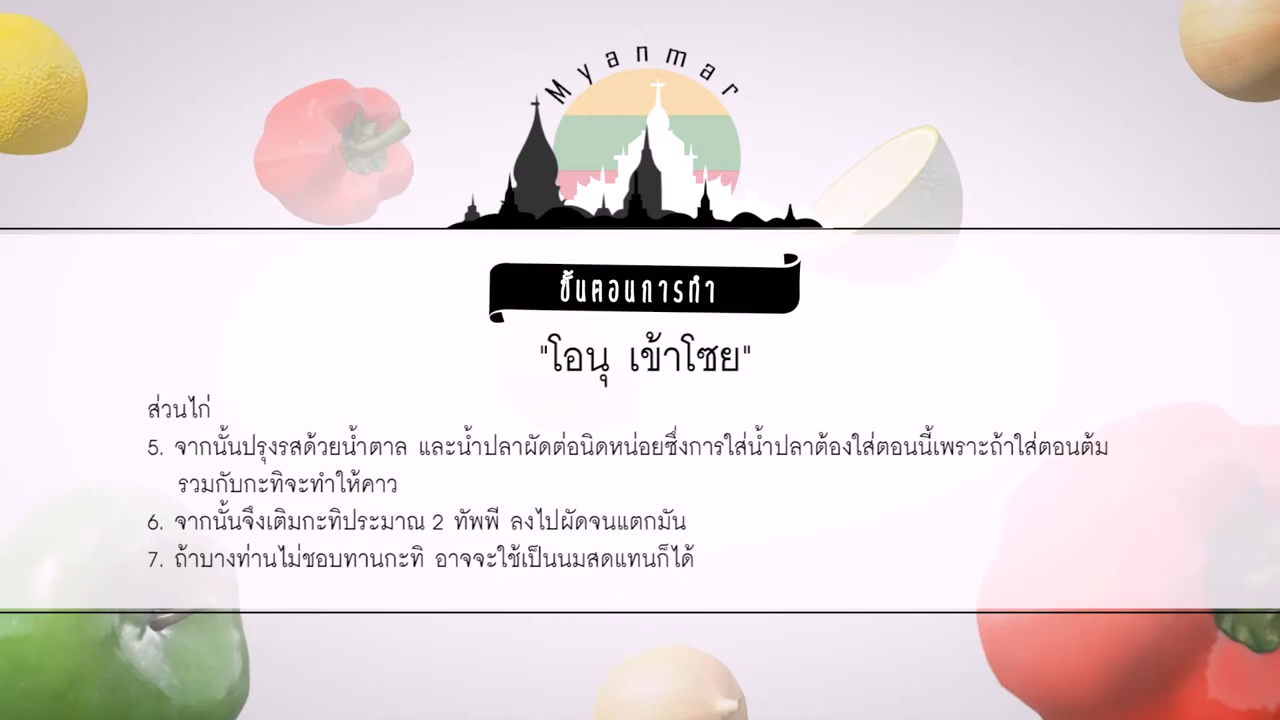 Myanmar
ขั้นตอนการทำ
"โอนุ เข้าโซย"
ส่วนไก่
5. จากนั้นปรุงรสด้วยน้ำตาล และน้ำปลาผัดต่อนิดหน่อยซึ่งการใส่น้ำปลาต้องใส่ตอนนี้เพราะถ้าใส่ตอนต้ม
รวมกับกะทิจะทำให้คาว
6. จากนั้นจึงเติมกะทิประมาณ 2 ทัพพี ลงไปผัดจนแตกมัน
7. ถ้าบางท่านไม่ชอบทานกะทิ อาจจะใช้เป็นนมสดแทนก็ได้